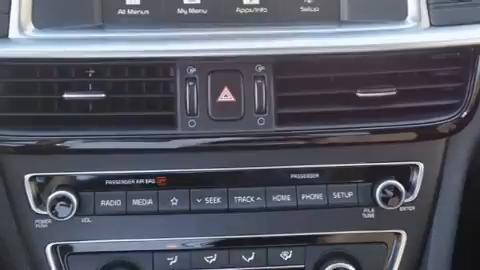 All Menus My Menu Apps/Info Setup
PASSENGER AIR BAG OFF PASSENGER
RADIO MEDIA ☆ ∨ SEEK TRACK ∧ HOME PHONE SETUP
POWER PUSH VOL FILE TUNE ENTER